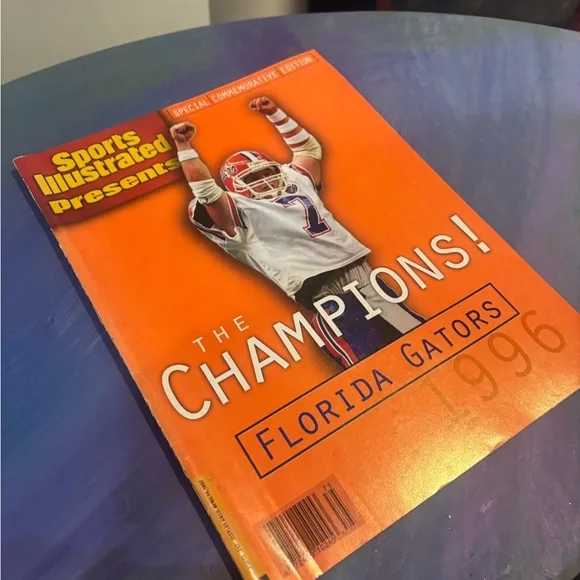 SPECIAL COMMEMORATIVE EDITION
Sports
Illustrated
Presents
7
THE
CHAMPIONS!
FLORIDA GATORS
1996